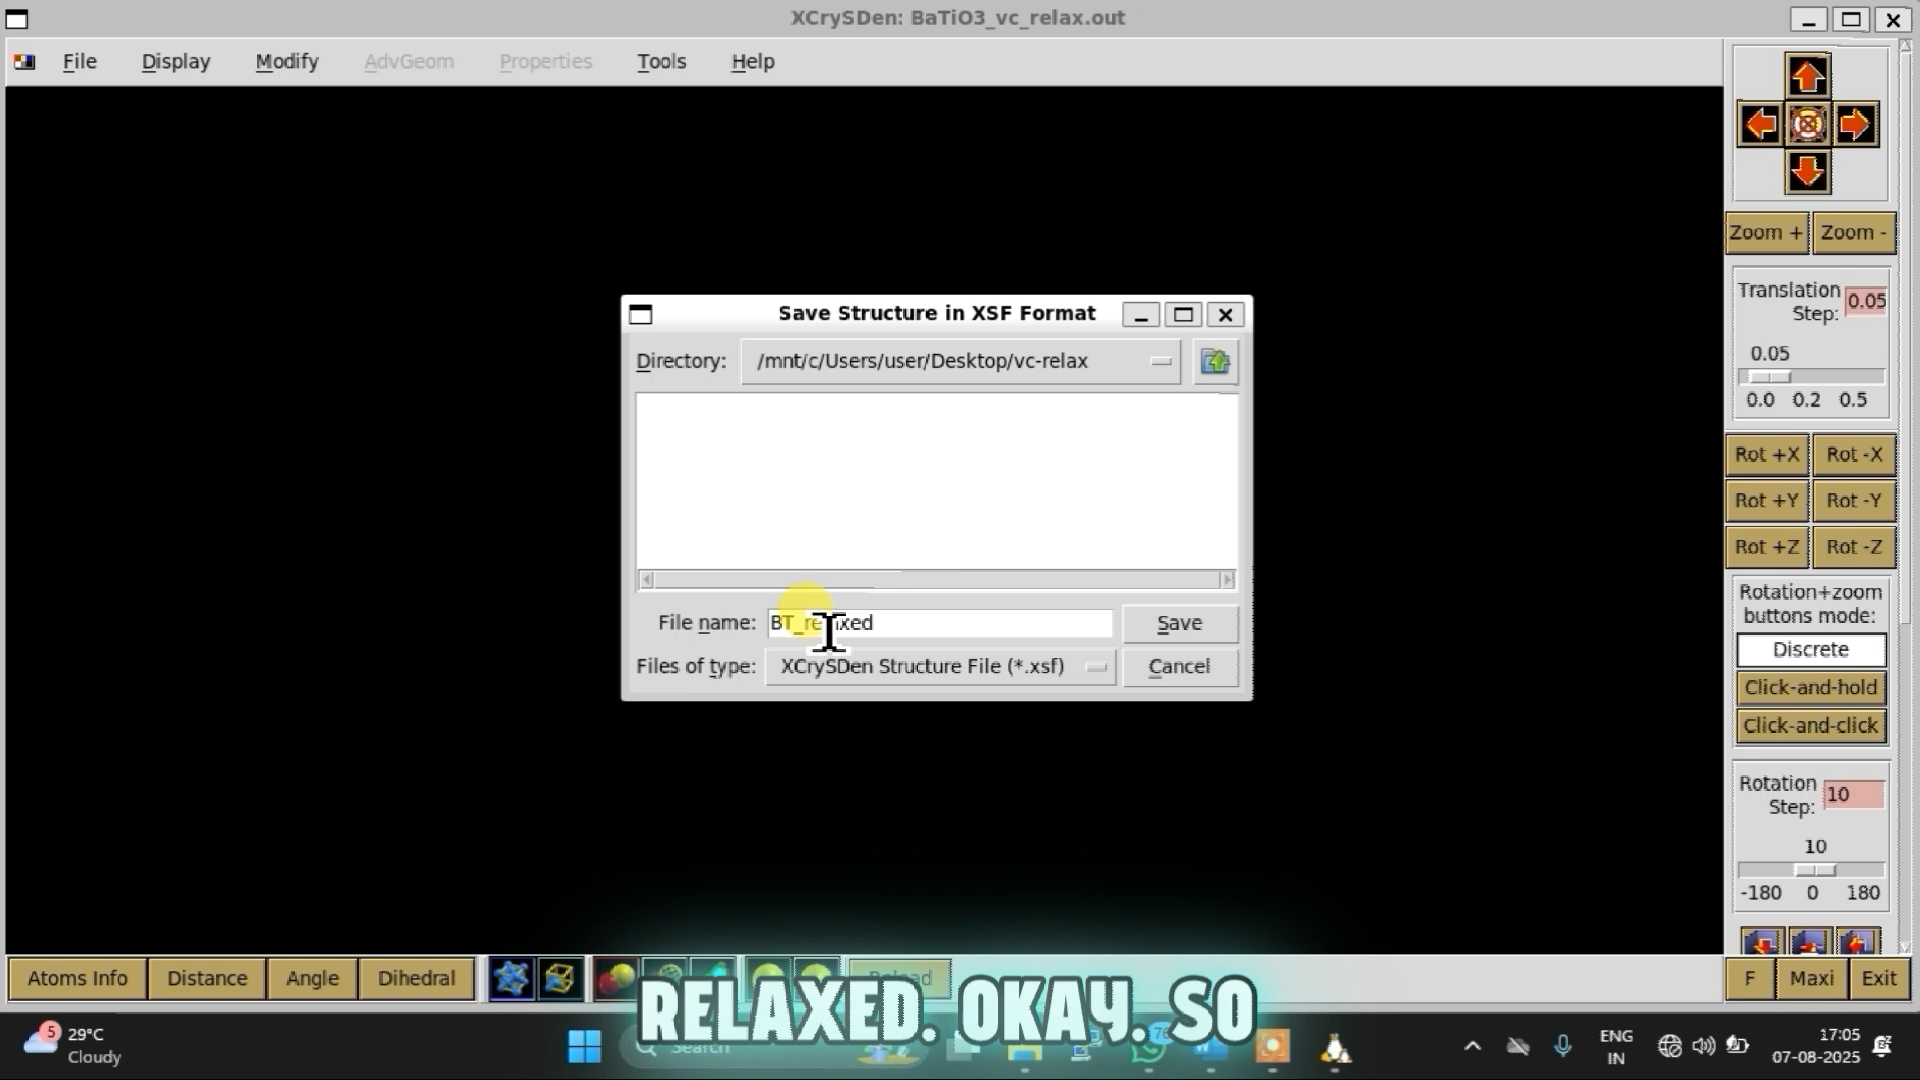 XCrySDen: BaTiO3_vc_relax.out
File Display Modify AdvGeom Properties Tools Help
Zoom + Zoom -
Translation Step: 0.05
0.05
0.0 0.2 0.5
Save Structure in XSF Format
Directory: /mnt/c/Users/user/Desktop/vc-relax
File name: BT_relaxed Save
Files of type: XCrySDen Structure File (*.xsf) Cancel
Rot +X Rot -X
Rot +Y Rot -Y
Rot +Z Rot -Z
Rotation+zoom
buttons mode:
Discrete
Click-and-hold
Click-and-click
Rotation Step: 10
10
-180 0 180
Atoms Info Distance Angle Dihedral Reload F Maxi Exit
RELAXED. OKAY. SO
5
29°C
Cloudy
Search
ENG
IN
17:05
07-08-2025